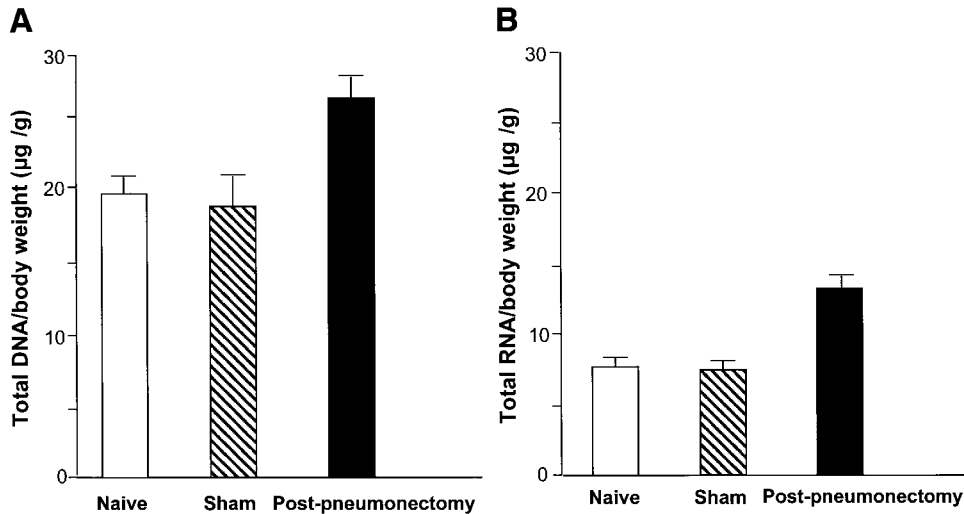 A
Total DNA/body weight (µg /g)
30
20
10
0
Naive Sham Post-pneumonectomy
B
Total RNA/body weight (µg /g)
30
20
10
0
Naive Sham Post-pneumonectomy